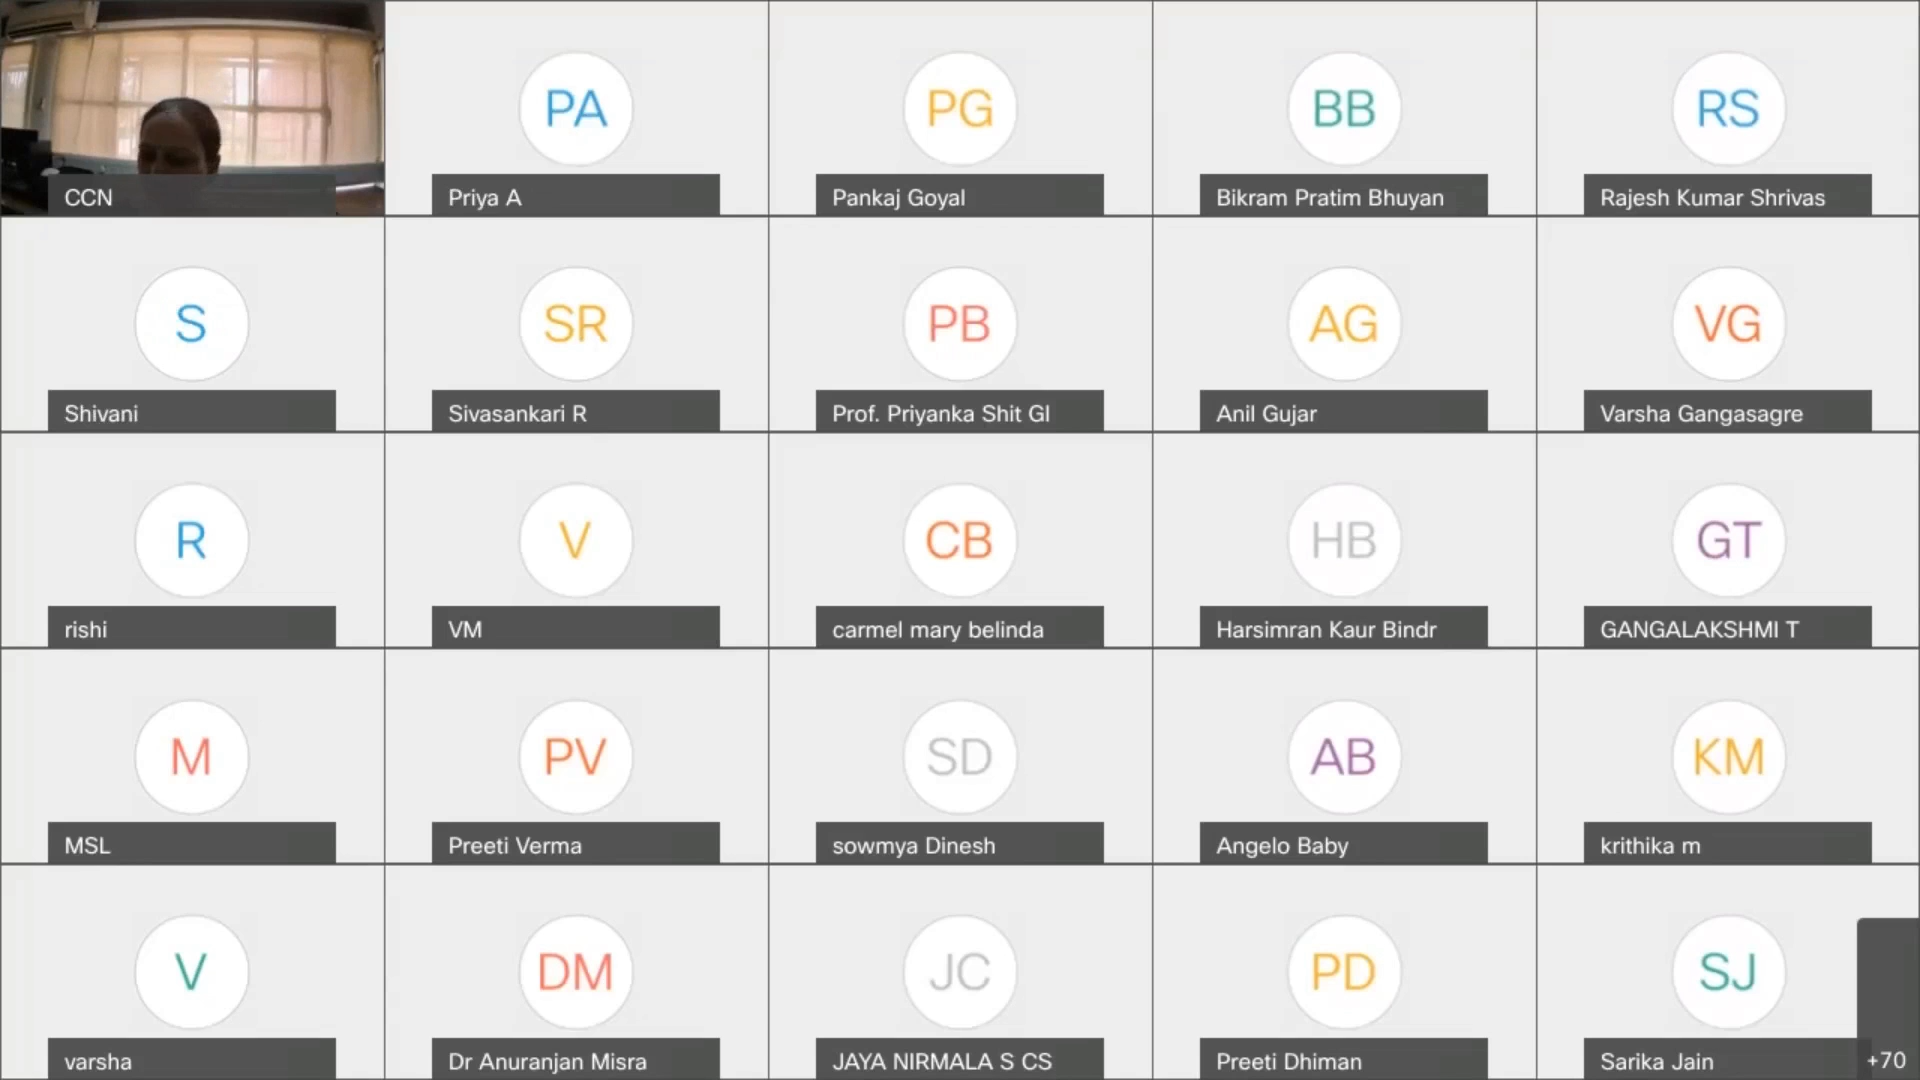 CCN
PA
Priya A
PG
Pankaj Goyal
BB
Bikram Pratim Bhuyan
RS
Rajesh Kumar Shrivas
S
Shivani
SR
Sivasankari R
PB
Prof. Priyanka Shit Gl
AG
Anil Gujar
VG
Varsha Gangasagre
R
rishi
V
VM
CB
carmel mary belinda
HB
Harsimran Kaur Bindr
GT
GANGALAKSHMI T
M
MSL
PV
Preeti Verma
SD
sowmya Dinesh
AB
Angelo Baby
KM
krithika m
V
varsha
DM
Dr Anuranjan Misra
JC
JAYA NIRMALA S CS
PD
Preeti Dhiman
SJ
Sarika Jain
+70